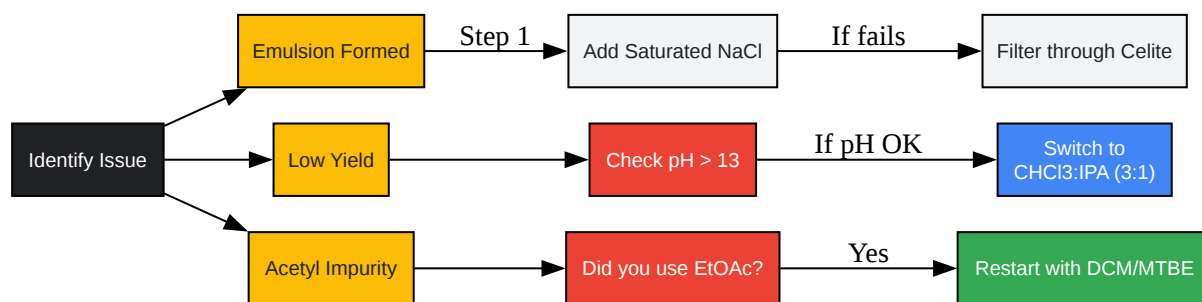 Emulsion Formed
Step 1
Add Saturated NaCl
If fails
Filter through Celite
Identify Issue
Low Yield
Check pH > 13
If pH OK
Switch to
CHCl3:IPA (3:1)
Acetyl Impurity
Did you use EtOAc?
Yes
Restart with DCM/MTBE